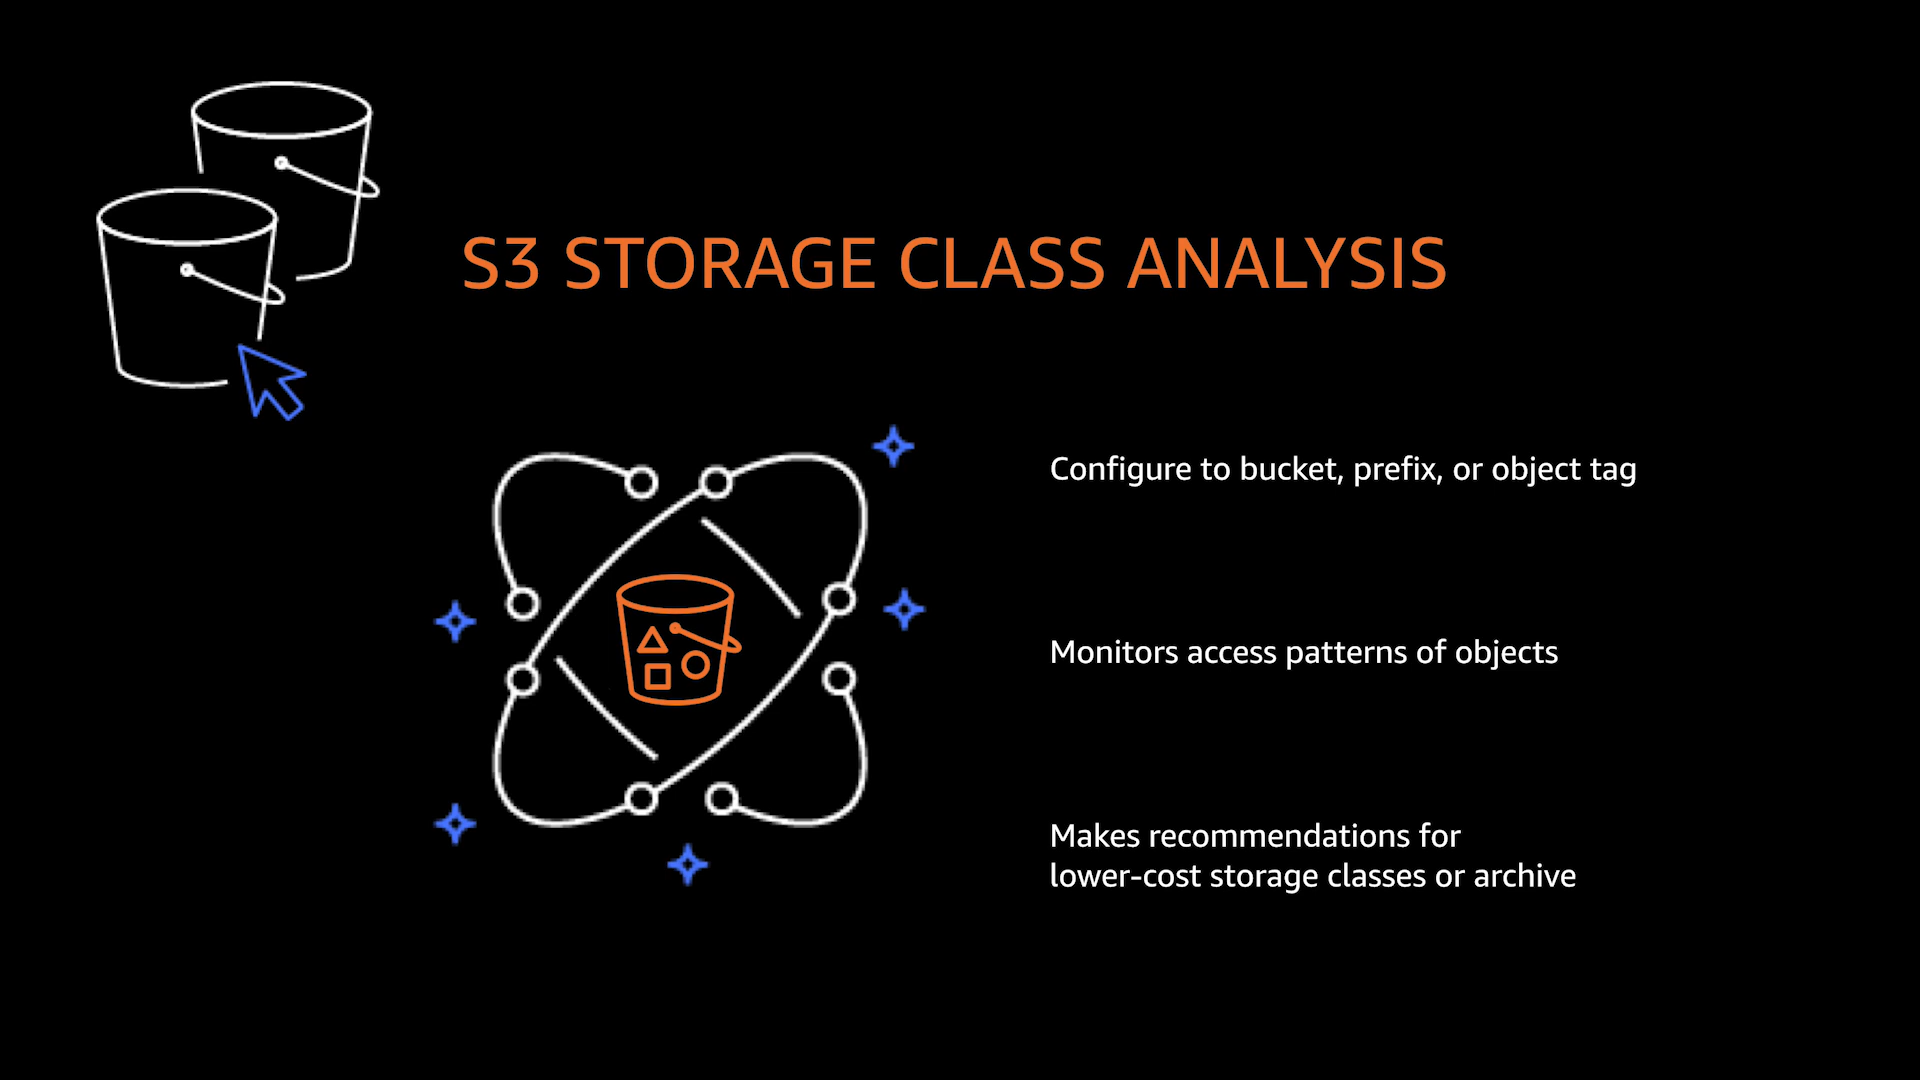 S3 STORAGE CLASS ANALYSIS
Configure to bucket, prefix, or object tag
Monitors access patterns of objects
Makes recommendations for
lower-cost storage classes or archive